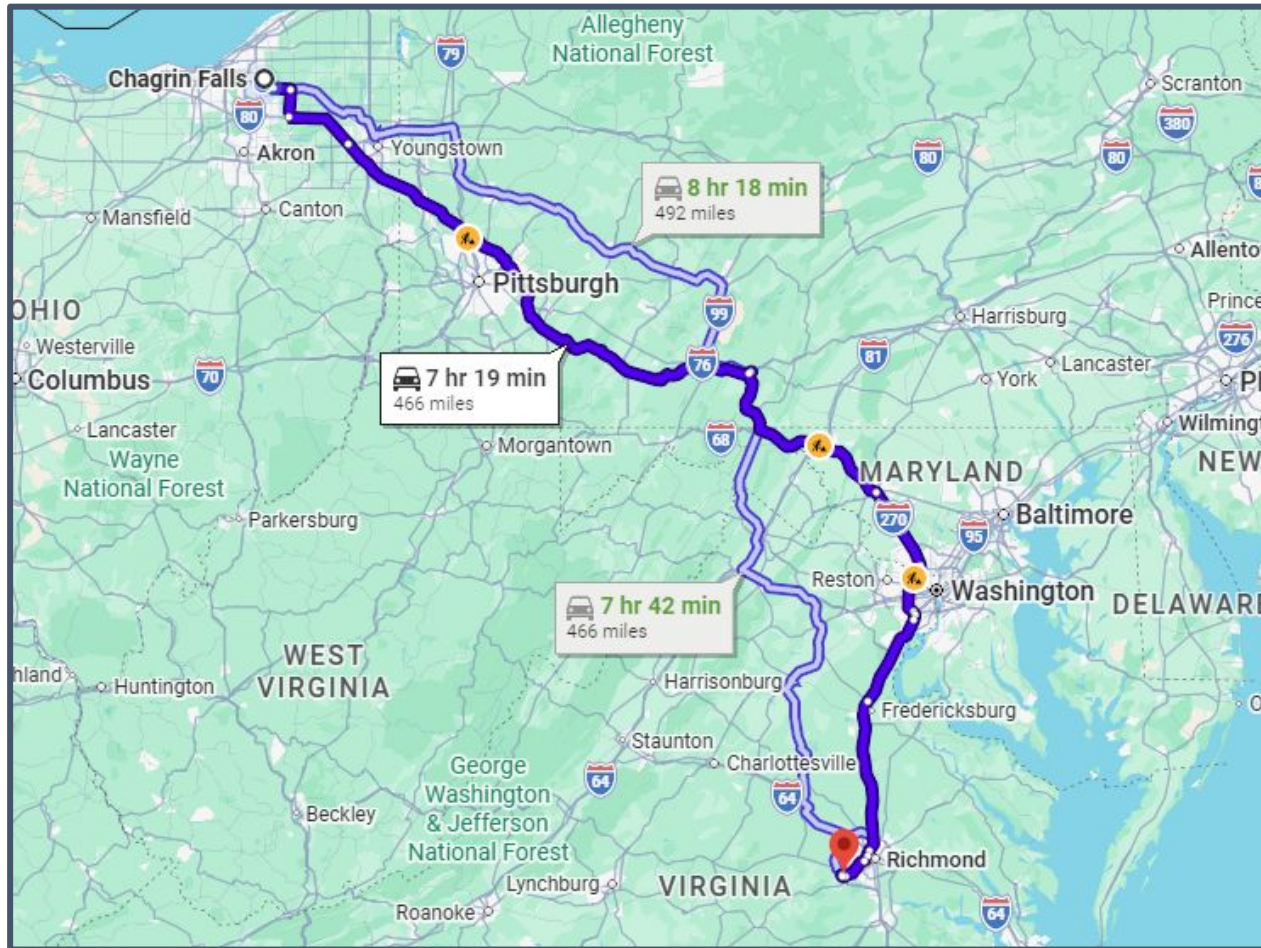 Allegheny
National Forest
79
Chagrin Falls
Scranton
80
380
Akron
Youngstown
80
80
8 hr 18 min
492 miles
Mansfield
Canton
Allento
Pittsburgh
99
Prince
OHIO
Harrisburg
276
Westerville
76
81
Lancaster
Columbus
70
7 hr 19 min
466 miles
York
Pl
Wilmingt
Lancaster
68
Morgantown
Wayne
National Forest
MARYLAND
NEW
Parkersburg
270
Baltimore
95
Reston
Washington
7 hr 42 min
466 miles
DELAWARE
WEST
VIRGINIA
hland
Huntington
Harrisonburg
Fredericksburg
Staunton
Charlottesville
George
Washington
& Jefferson
National Forest
64
64
Beckley
Richmond
Lynchburg
VIRGINIA
Roanoke
64